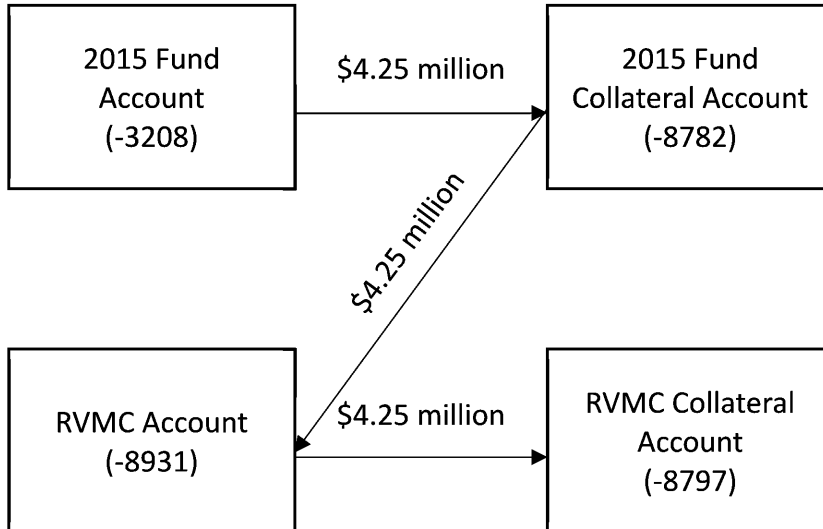 2015 Fund
Account
(-3208)
$4.25 million
2015 Fund
Collateral Account
(-8782)
$4.25 million
RVMC Account
(-8931)
$4.25 million
RVMC Collateral
Account
(-8797)